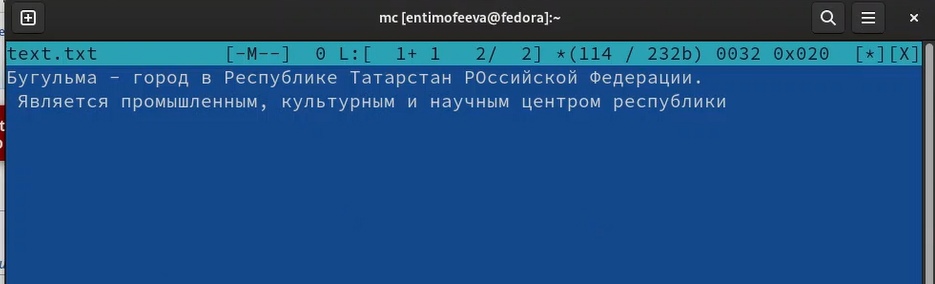 mc [entimofeeva@fedora]:~
text.txt [-M--] 0 L:[ 1+ 1 2/ 2] *(114 / 232b) 0032 0x020 [*][X]
Бугульма – город в Республике Татарстан РОссийской Федерации.
Является промышленным, культурным и научным центром республики